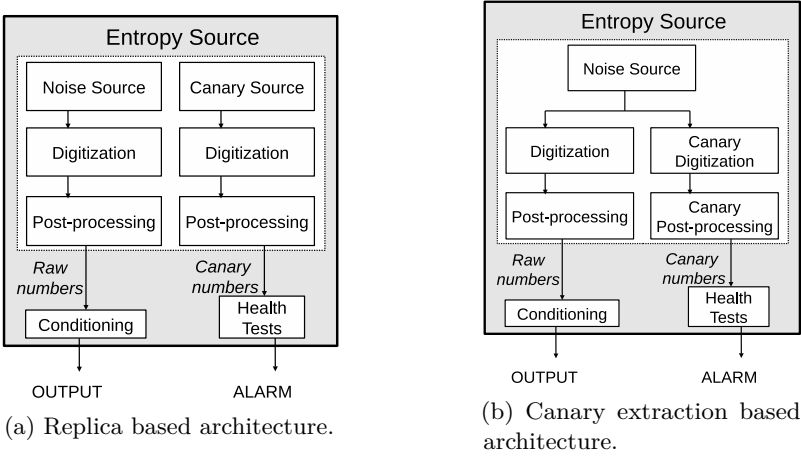 Entropy Source
Noise Source
Canary Source
Digitization
Digitization
Post-processing
Post-processing
Raw
numbers
Canary
numbers
Conditioning
Health
Tests
OUTPUT
ALARM
(a) Replica based architecture.
Entropy Source
Noise Source
Digitization
Canary
Digitization
Post-processing
Canary
Post-processing
Raw
numbers
Canary
numbers
Conditioning
Health
Tests
OUTPUT
ALARM
(b) Canary extraction based
architecture.